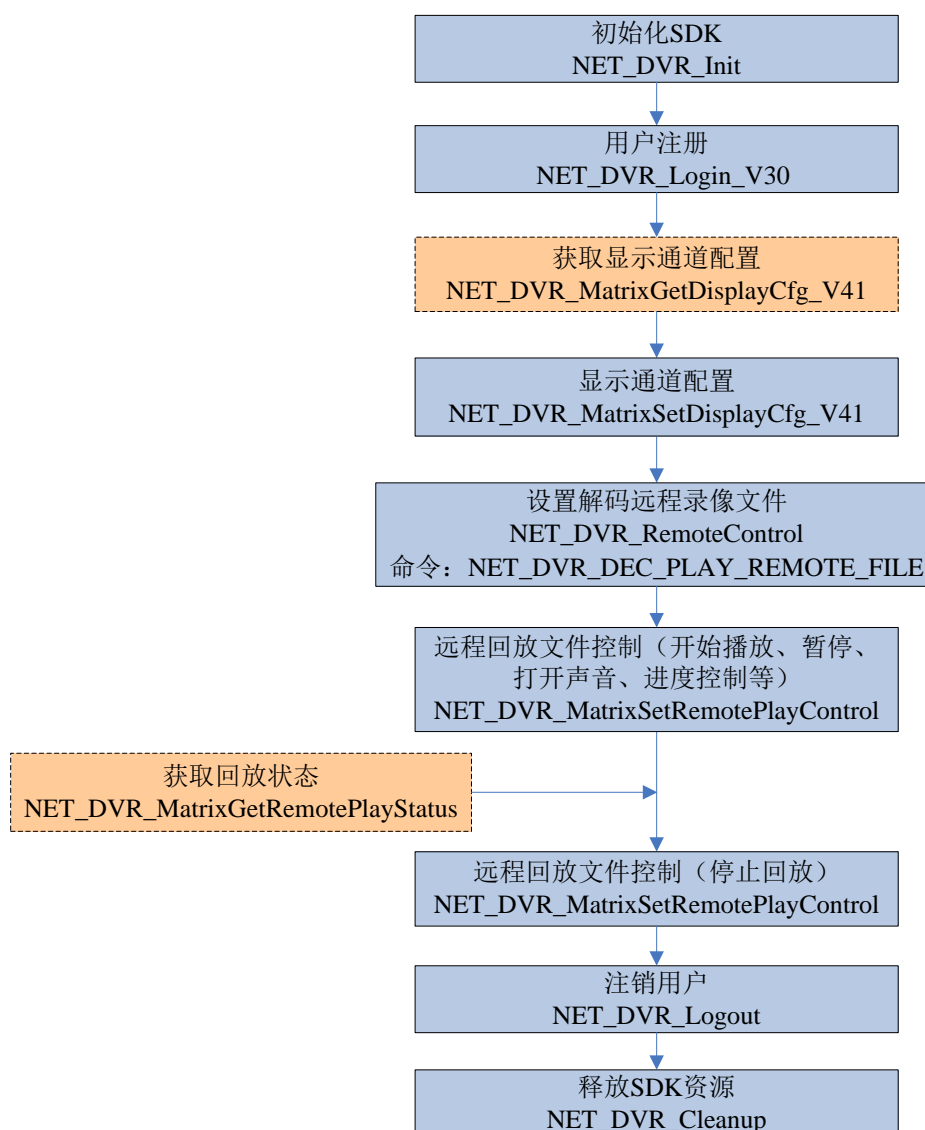 初始化SDK
NET_DVR_Init
用户注册
NET_DVR_Login_V30
获取显示通道配置
NET_DVR_MatrixGetDisplayCfg_V41
显示通道配置
NET_DVR_MatrixSetDisplayCfg_V41
设置解码远程录像文件
NET_DVR_RemoteControl
命令：NET_DVR_DEC_PLAY_REMOTE_FILE
远程回放文件控制（开始播放、暂停、
打开声音、进度控制等）
NET_DVR_MatrixSetRemotePlayControl
获取回放状态
NET_DVR_MatrixGetRemotePlayStatus
远程回放文件控制（停止回放）
NET_DVR_MatrixSetRemotePlayControl
注销用户
NET_DVR_Logout
释放SDK资源
NET_DVR_Cleanup